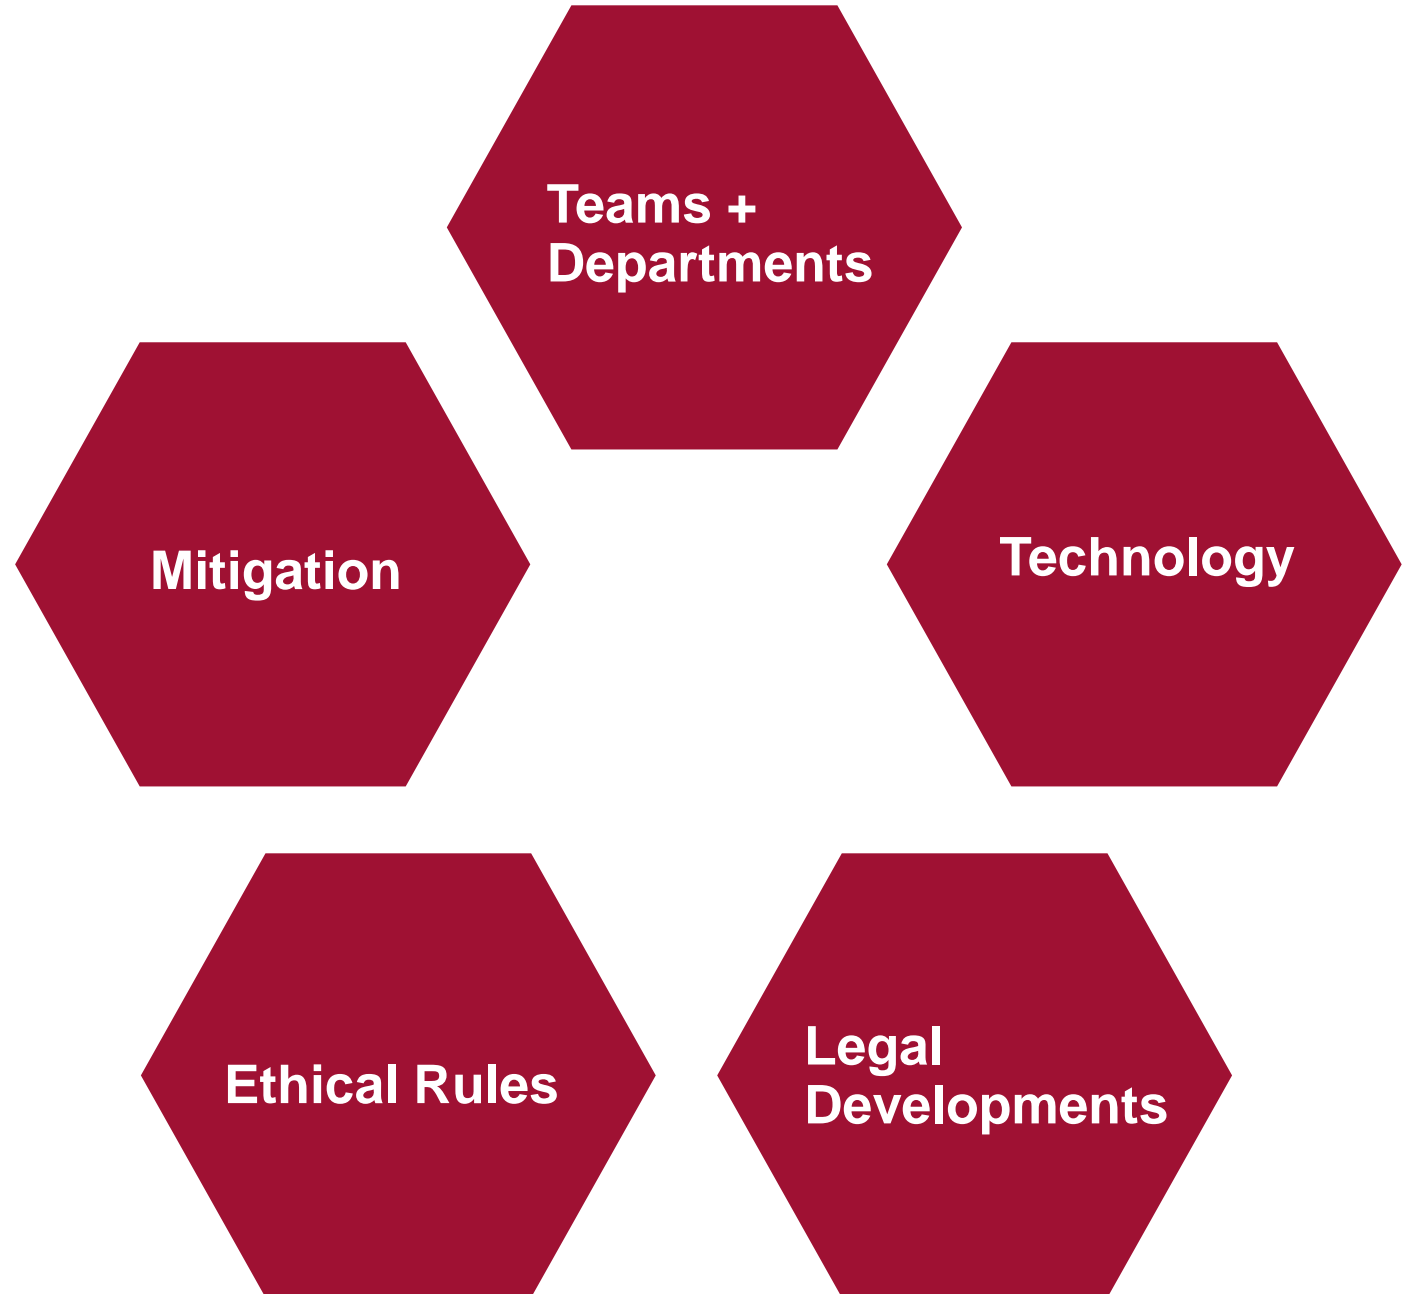 Teams +
Departments
Mitigation
Technology
Ethical Rules
Legal
Developments